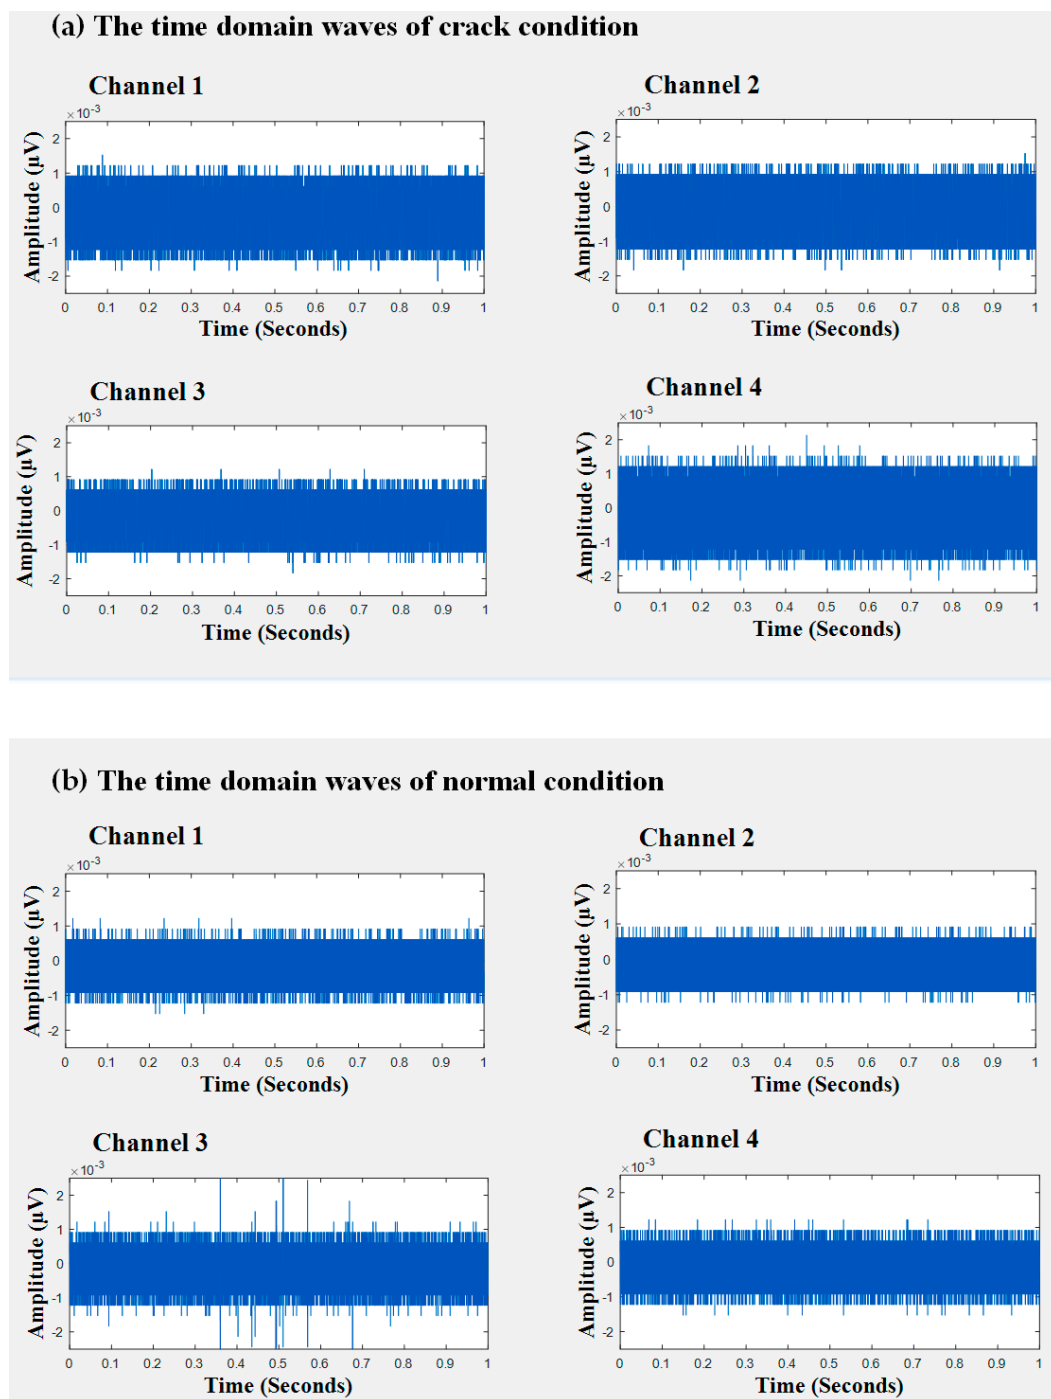 (a) The time domain waves of crack condition
Channel 1
×10-3
Amplitude (µV)
2
1
0
-1
-2
0 0.1 0.2 0.3 0.4 0.5 0.6 0.7 0.8 0.9 1
Time (Seconds)
Channel 2
×10-3
Amplitude (µV)
2
1
0
-1
-2
0 0.1 0.2 0.3 0.4 0.5 0.6 0.7 0.8 0.9 1
Time (Seconds)
Channel 3
×10-3
Amplitude (µV)
2
1
0
-1
-2
0 0.1 0.2 0.3 0.4 0.5 0.6 0.7 0.8 0.9 1
Time (Seconds)
Channel 4
×10-3
Amplitude (µV)
2
1
0
-1
-2
0 0.1 0.2 0.3 0.4 0.5 0.6 0.7 0.8 0.9 1
Time (Seconds)
(b) The time domain waves of normal condition
Channel 1
×10-3
Amplitude (µV)
2
1
0
-1
-2
0 0.1 0.2 0.3 0.4 0.5 0.6 0.7 0.8 0.9 1
Time (Seconds)
Channel 2
×10-3
Amplitude (µV)
2
1
0
-1
-2
0 0.1 0.2 0.3 0.4 0.5 0.6 0.7 0.8 0.9 1
Time (Seconds)
Channel 3
×10-3
Amplitude (µV)
2
1
0
-1
-2
0 0.1 0.2 0.3 0.4 0.5 0.6 0.7 0.8 0.9 1
Time (Seconds)
Channel 4
×10-3
Amplitude (µV)
2
1
0
-1
-2
0 0.1 0.2 0.3 0.4 0.5 0.6 0.7 0.8 0.9 1
Time (Seconds)